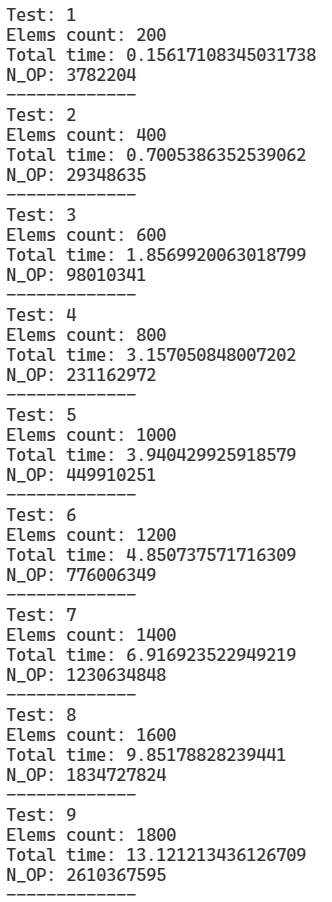 Test: 1
Elems count: 200
Total time: 0.15617108345031738
N_OP: 3782204
-------------
Test: 2
Elems count: 400
Total time: 0.7005386352539062
N_OP: 29348635
-------------
Test: 3
Elems count: 600
Total time: 1.8569920063018799
N_OP: 98010341
-------------
Test: 4
Elems count: 800
Total time: 3.157050848007202
N_OP: 231162972
-------------
Test: 5
Elems count: 1000
Total time: 3.940429925918579
N_OP: 449910251
-------------
Test: 6
Elems count: 1200
Total time: 4.850737571716309
N_OP: 776006349
-------------
Test: 7
Elems count: 1400
Total time: 6.916923522949219
N_OP: 1230634848
-------------
Test: 8
Elems count: 1600
Total time: 9.85178828239441
N_OP: 1834727824
-------------
Test: 9
Elems count: 1800
Total time: 13.121213436126709
N_OP: 2610367595
-------------